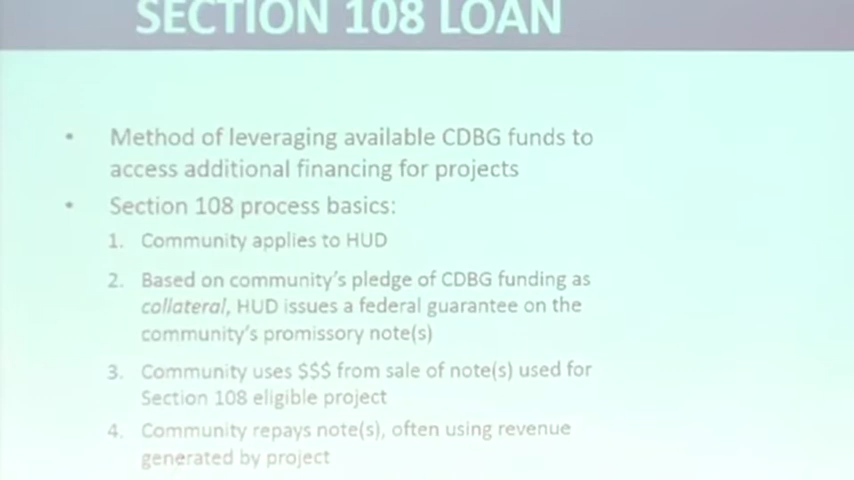 SECTION 108 LOAN
• Method of leveraging available CDBG funds to
access additional financing for projects
• Section 108 process basics:
1. Community applies to HUD
2. Based on community's pledge of CDBG funding as
collateral, HUD issues a federal guarantee on the
community's promissory note(s)
3. Community uses $$$ from sale of note(s) used for
Section 108 eligible project
4. Community repays note(s), often using revenue
generated by project